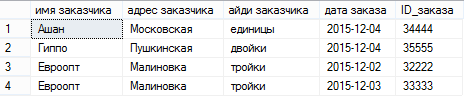 имя заказчика адрес заказчика айди заказчика дата заказа ID_заказа
1 Ашан Московская единицы 2015-12-04 34444
2 Гиппо Пушкинская двойки 2015-12-04 35555
3 Евроопт Малиновка тройки 2015-12-02 32222
4 Евроопт Малиновка тройки 2015-12-03 33333